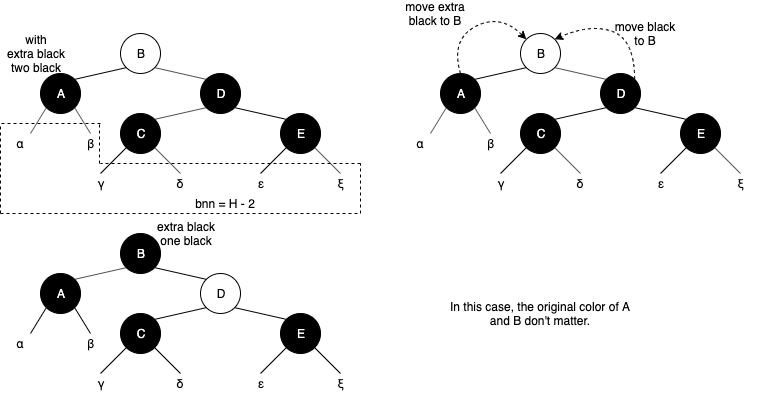 with
extra black
two black
B
A
D
C
E
α
β
γ
δ
ε
ξ
bnn = H - 2
move extra
black to B
move black
to B
B
A
D
C
E
α
β
γ
δ
ε
ξ
extra black
one black
B
A
D
C
E
α
β
γ
δ
ε
ξ
In this case, the original color of A
and B don't matter.